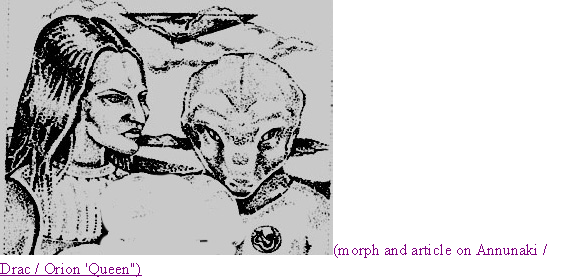 (morph and article on Annunaki /
Drac / Orion 'Queen")